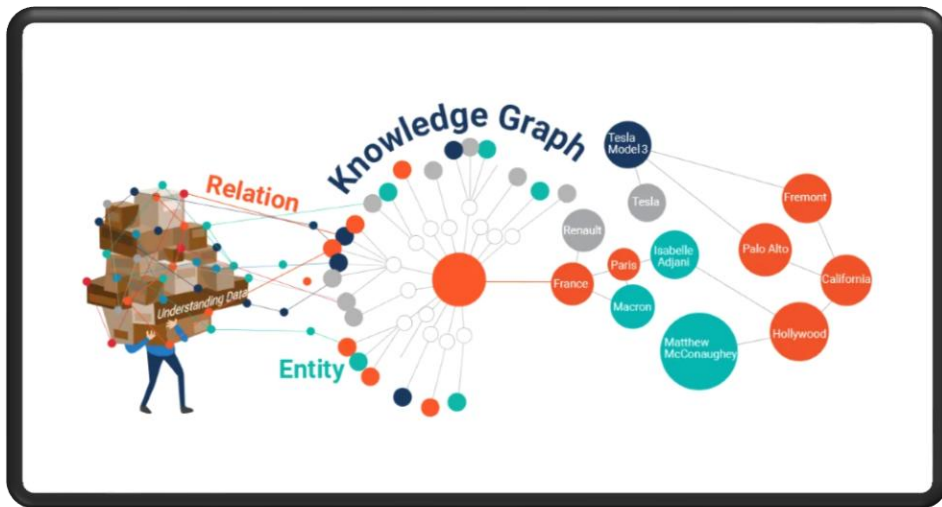 Knowledge Graph
Relation
Understanding Data
Entity
Tesla
Model 3
Tesla
Fremont
Renault
Isabelle
Adjani
Palo Alto
Paris
France
California
Macron
Hollywood
Matthew
McConaughey